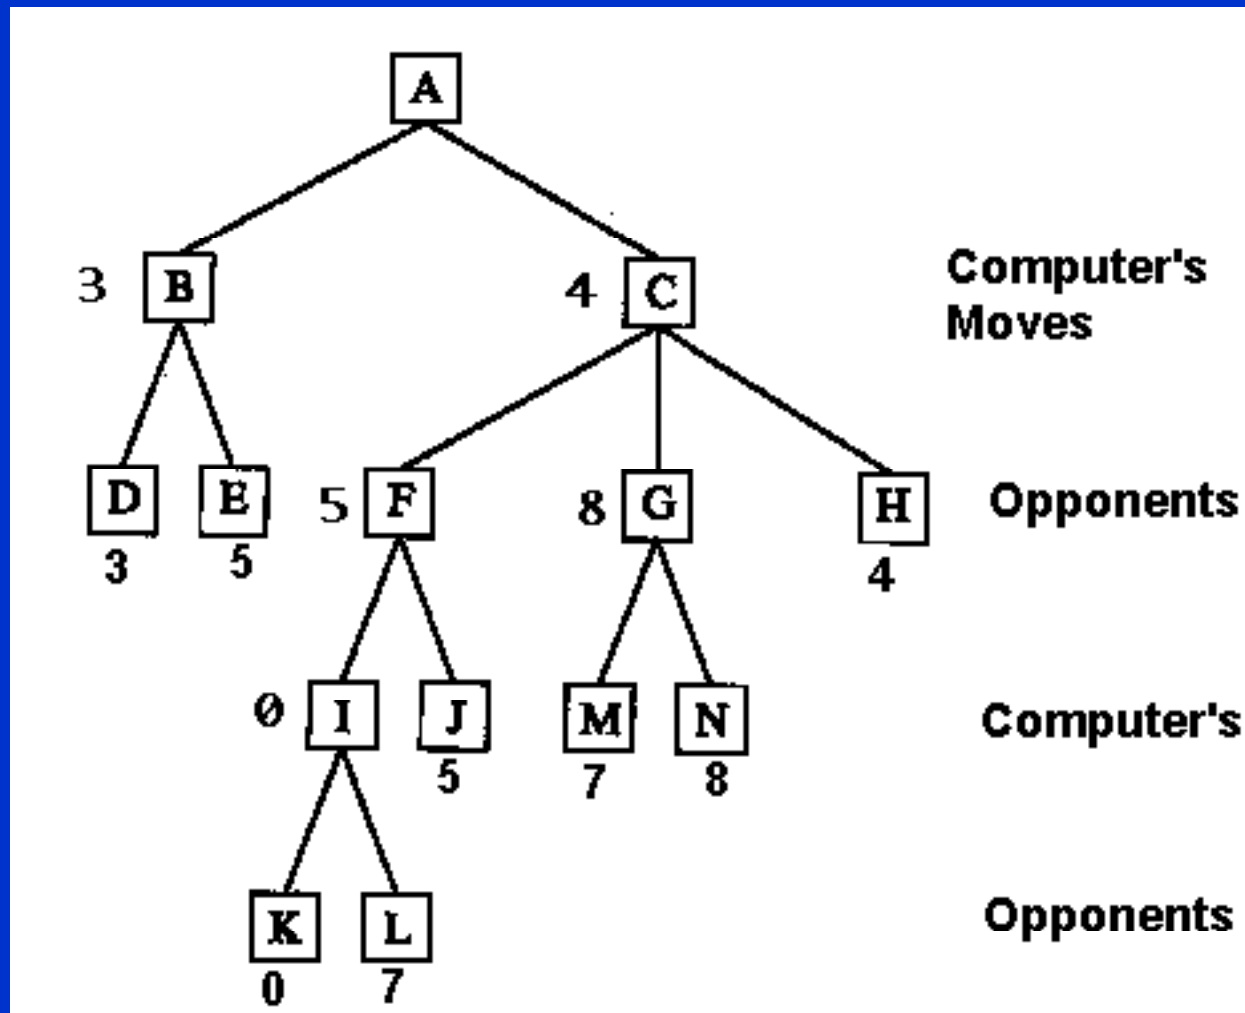 A
3 B 4 C Computer's
Moves
D E 5 F 8 G H Opponents
3 5 4
0 I J M N Computer's
5 7 8
K L Opponents
0 7